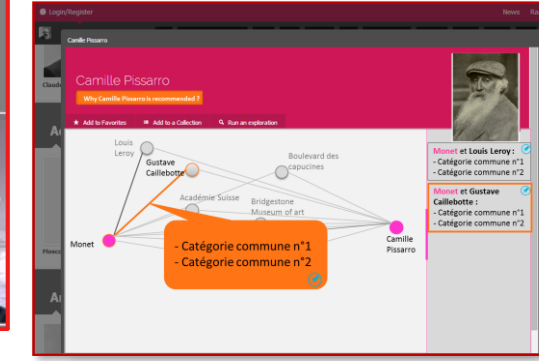 Login/Register
News
Camille Pissarro
Camille Pissarro
Why Camille Pissarro is recommended ?
Add to Favorites
Add to a Collection
Run an exploration
Louis
Leroy
Gustave
Caillebotte
Boulevard des
capucines
Académie Suisse
Bridgestone
Museum of art
Monet
Camille
Pissarro
- Catégorie commune n°1
- Catégorie commune n°2
Monet et Louis Leroy :
- Catégorie commune n°1
- Catégorie commune n°2
Monet et Gustave
Caillebotte :
- Catégorie commune n°1
- Catégorie commune n°2